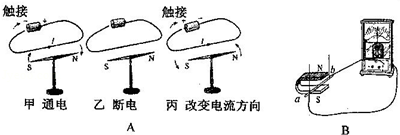 触接 触接
- + - +
I I
S N S N S N
甲 通电 乙 断电 丙 改变电流方向
N b
a S
A B